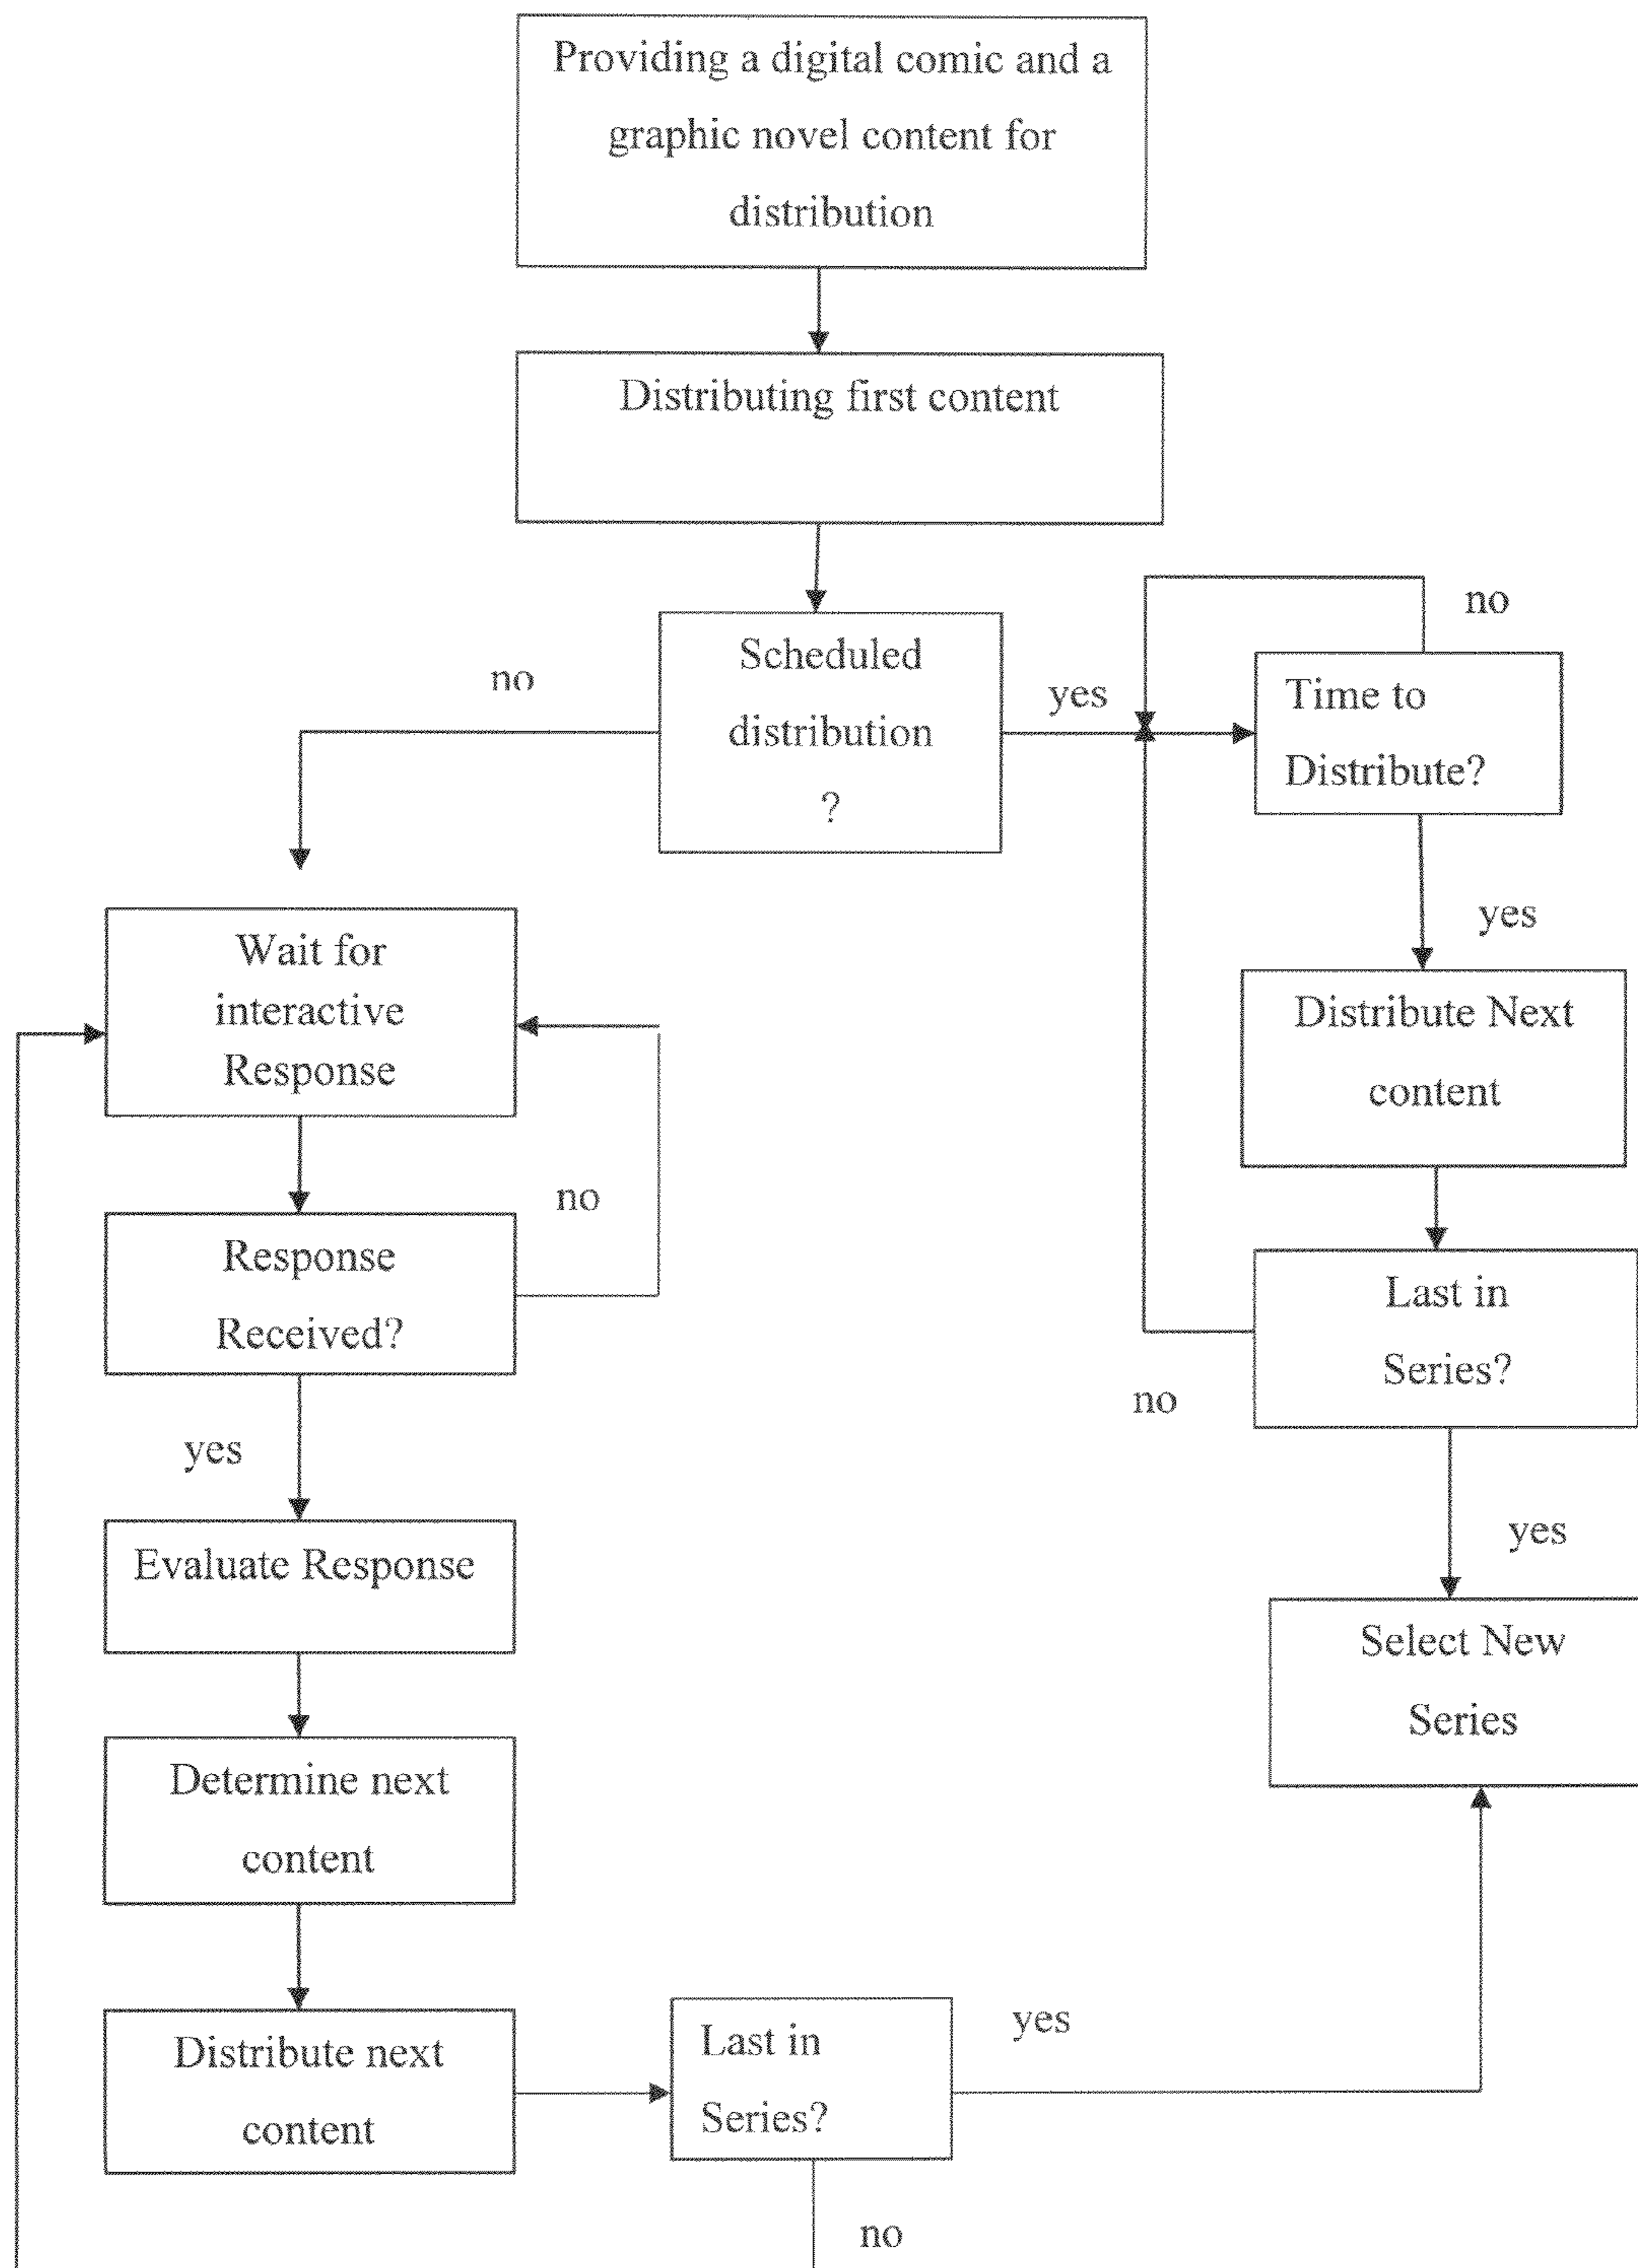 Providing a digital comic and a
graphic novel content for
distribution
Distributing first content
Scheduled
distribution
?
no
yes
no
Time to
Distribute?
yes
Distribute Next
content
Last in
Series?
no
yes
Select New
Series
Wait for
interactive
Response
no
Response
Received?
yes
Evaluate Response
Determine next
content
Distribute next
content
Last in
Series?
yes
no